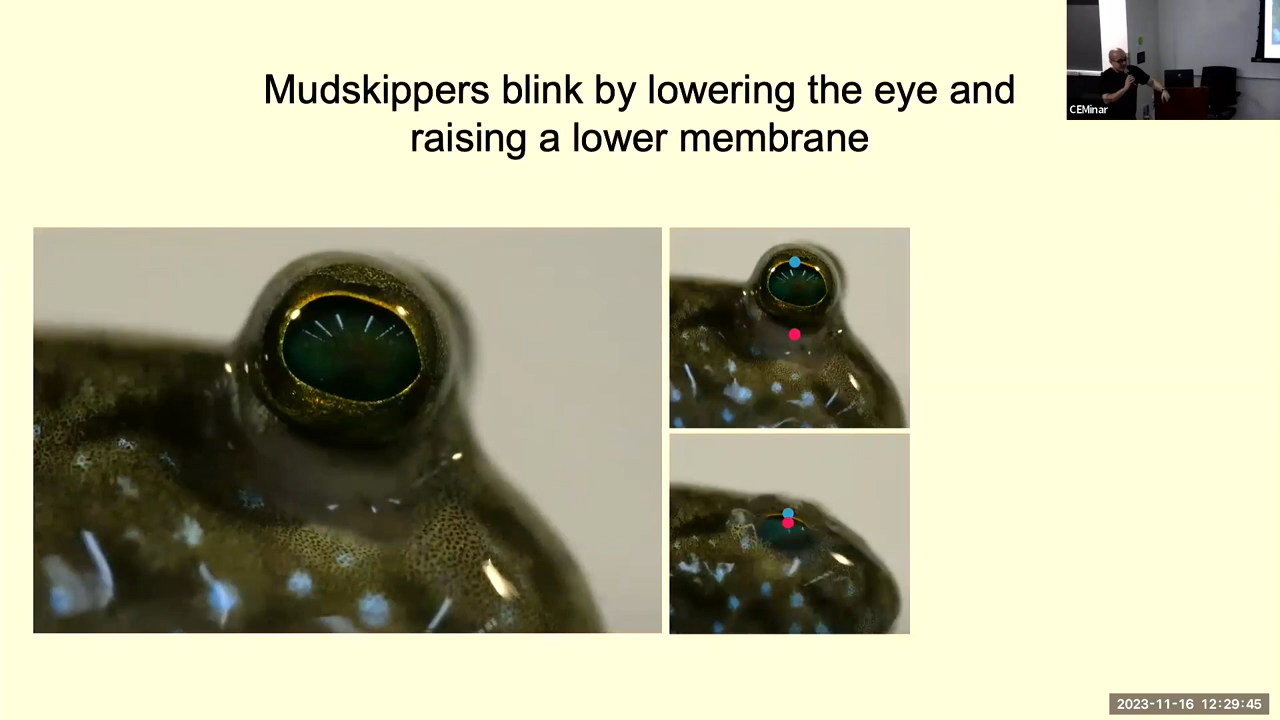 Mudskippers blink by lowering the eye and
raising a lower membrane
CEMinar
2023-11-16 12:29:45